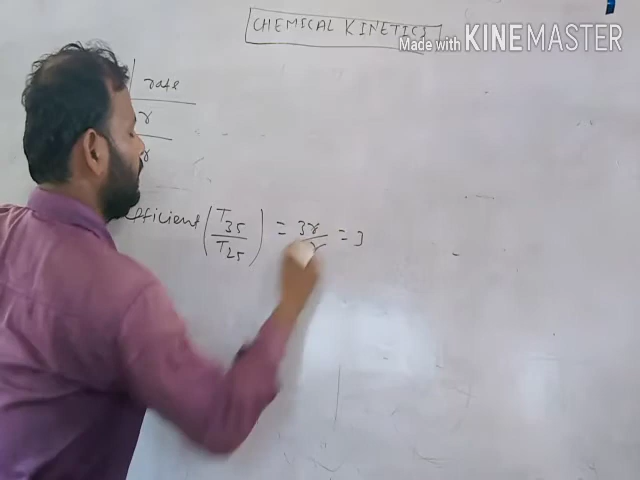 CHEMICAL KINETICS
Made with KINEMASTER
rate
r
r
efficient (T35/T25) = 3r/r = 3